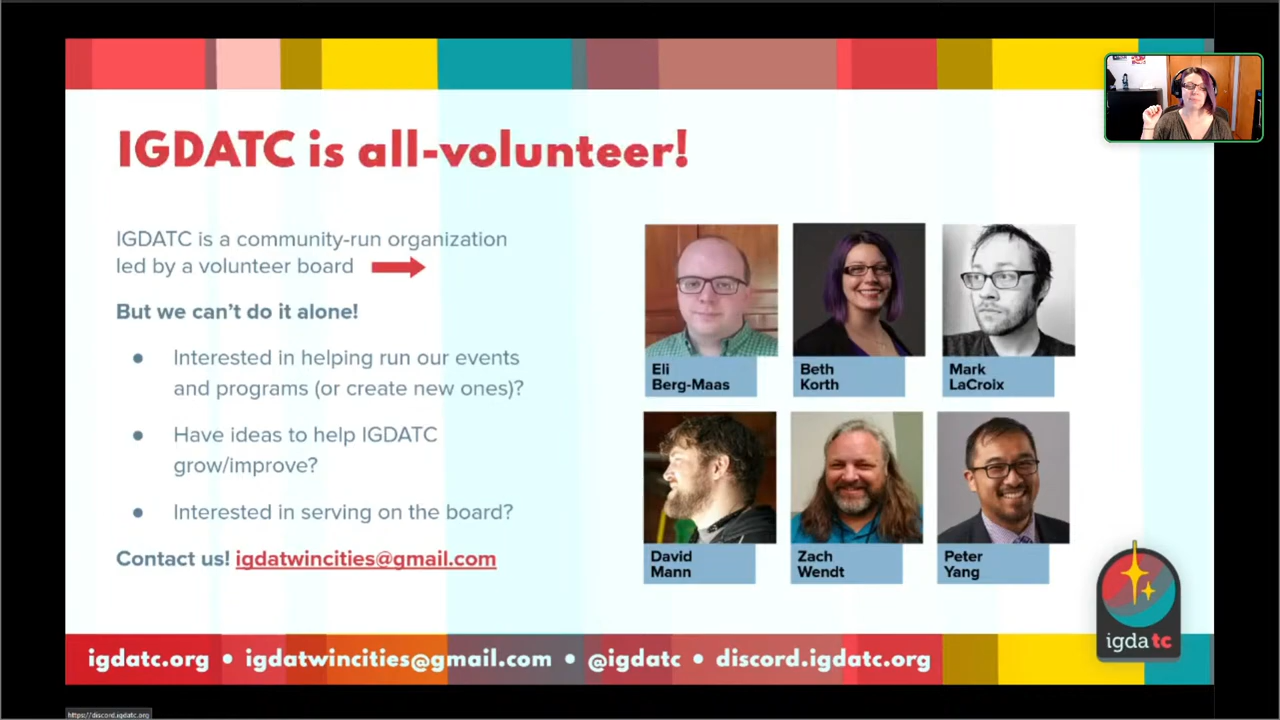 IGDATC is all-volunteer!
IGDATC is a community-run organization
led by a volunteer board
But we can't do it alone!
● Interested in helping run our events
and programs (or create new ones)?
● Have ideas to help IGDATC
grow/improve?
● Interested in serving on the board?
Contact us! igdatwincities@gmail.com
Eli
Berg-Maas
Beth
Korth
Mark
LaCroix
David
Mann
Zach
Wendt
Peter
Yang
igda tc
igdatc.org • igdatwincities@gmail.com • @igdatc • discord.igdatc.org
https://discord.igdatc.org